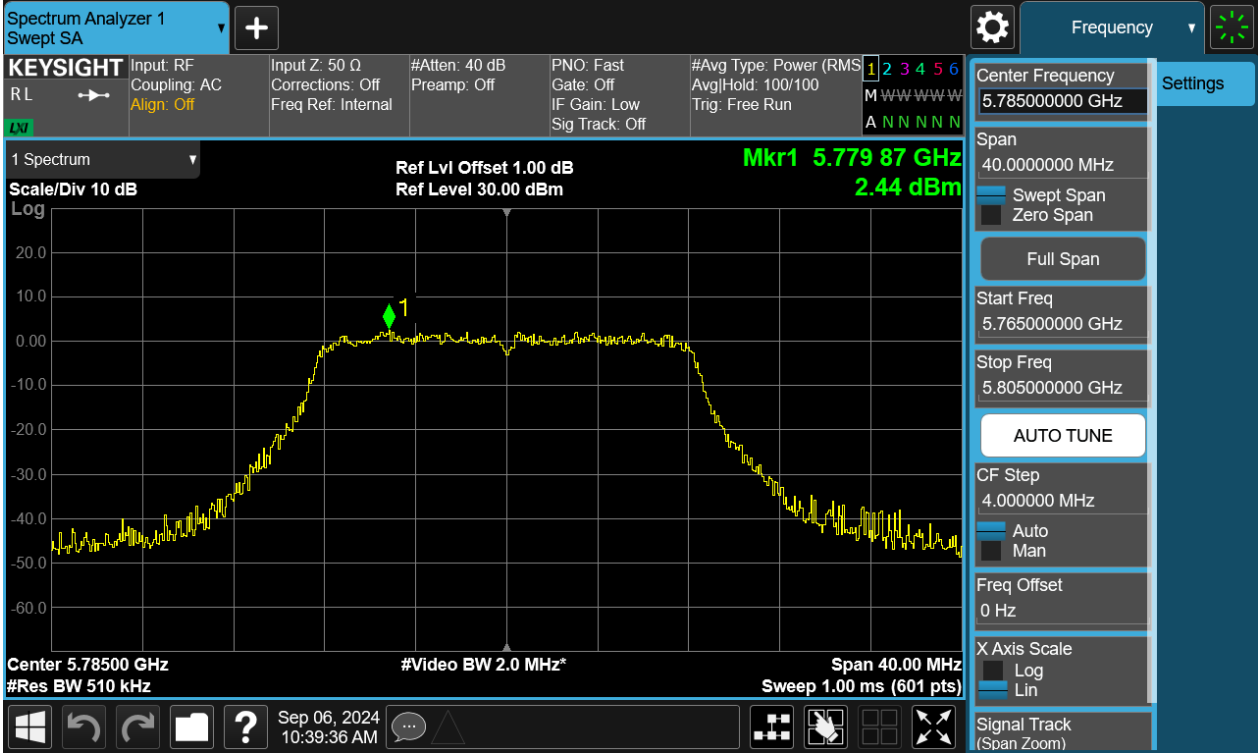 Spectrum Analyzer 1
Swept SA
Frequency
KEYSIGHT
RL
LXI
Input: RF
Coupling: AC
Align: Off
Input Z: 50 Ω
Corrections: Off
Freq Ref: Internal
#Atten: 40 dB
Preamp: Off
PNO: Fast
Gate: Off
IF Gain: Low
Sig Track: Off
#Avg Type: Power (RMS
Avg|Hold: 100/100
Trig: Free Run
1 2 3 4 5 6
M W W W W W
A N N N N N
1 Spectrum
Scale/Div 10 dB
Log
Ref Lvl Offset 1.00 dB
Ref Level 30.00 dBm
Mkr1 5.779 87 GHz
2.44 dBm
20.0
10.0
0.00
-10.0
-20.0
-30.0
-40.0
-50.0
-60.0
1
Center 5.78500 GHz
#Res BW 510 kHz
#Video BW 2.0 MHz*
Span 40.00 MHz
Sweep 1.00 ms (601 pts)
Sep 06, 2024
10:39:36 AM
Center Frequency
5.785000000 GHz
Span
40.0000000 MHz
Swept Span
Zero Span
Full Span
Start Freq
5.765000000 GHz
Stop Freq
5.805000000 GHz
AUTO TUNE
CF Step
4.000000 MHz
Auto
Man
Freq Offset
0 Hz
X Axis Scale
Log
Lin
Signal Track
(Span Zoom)
Settings